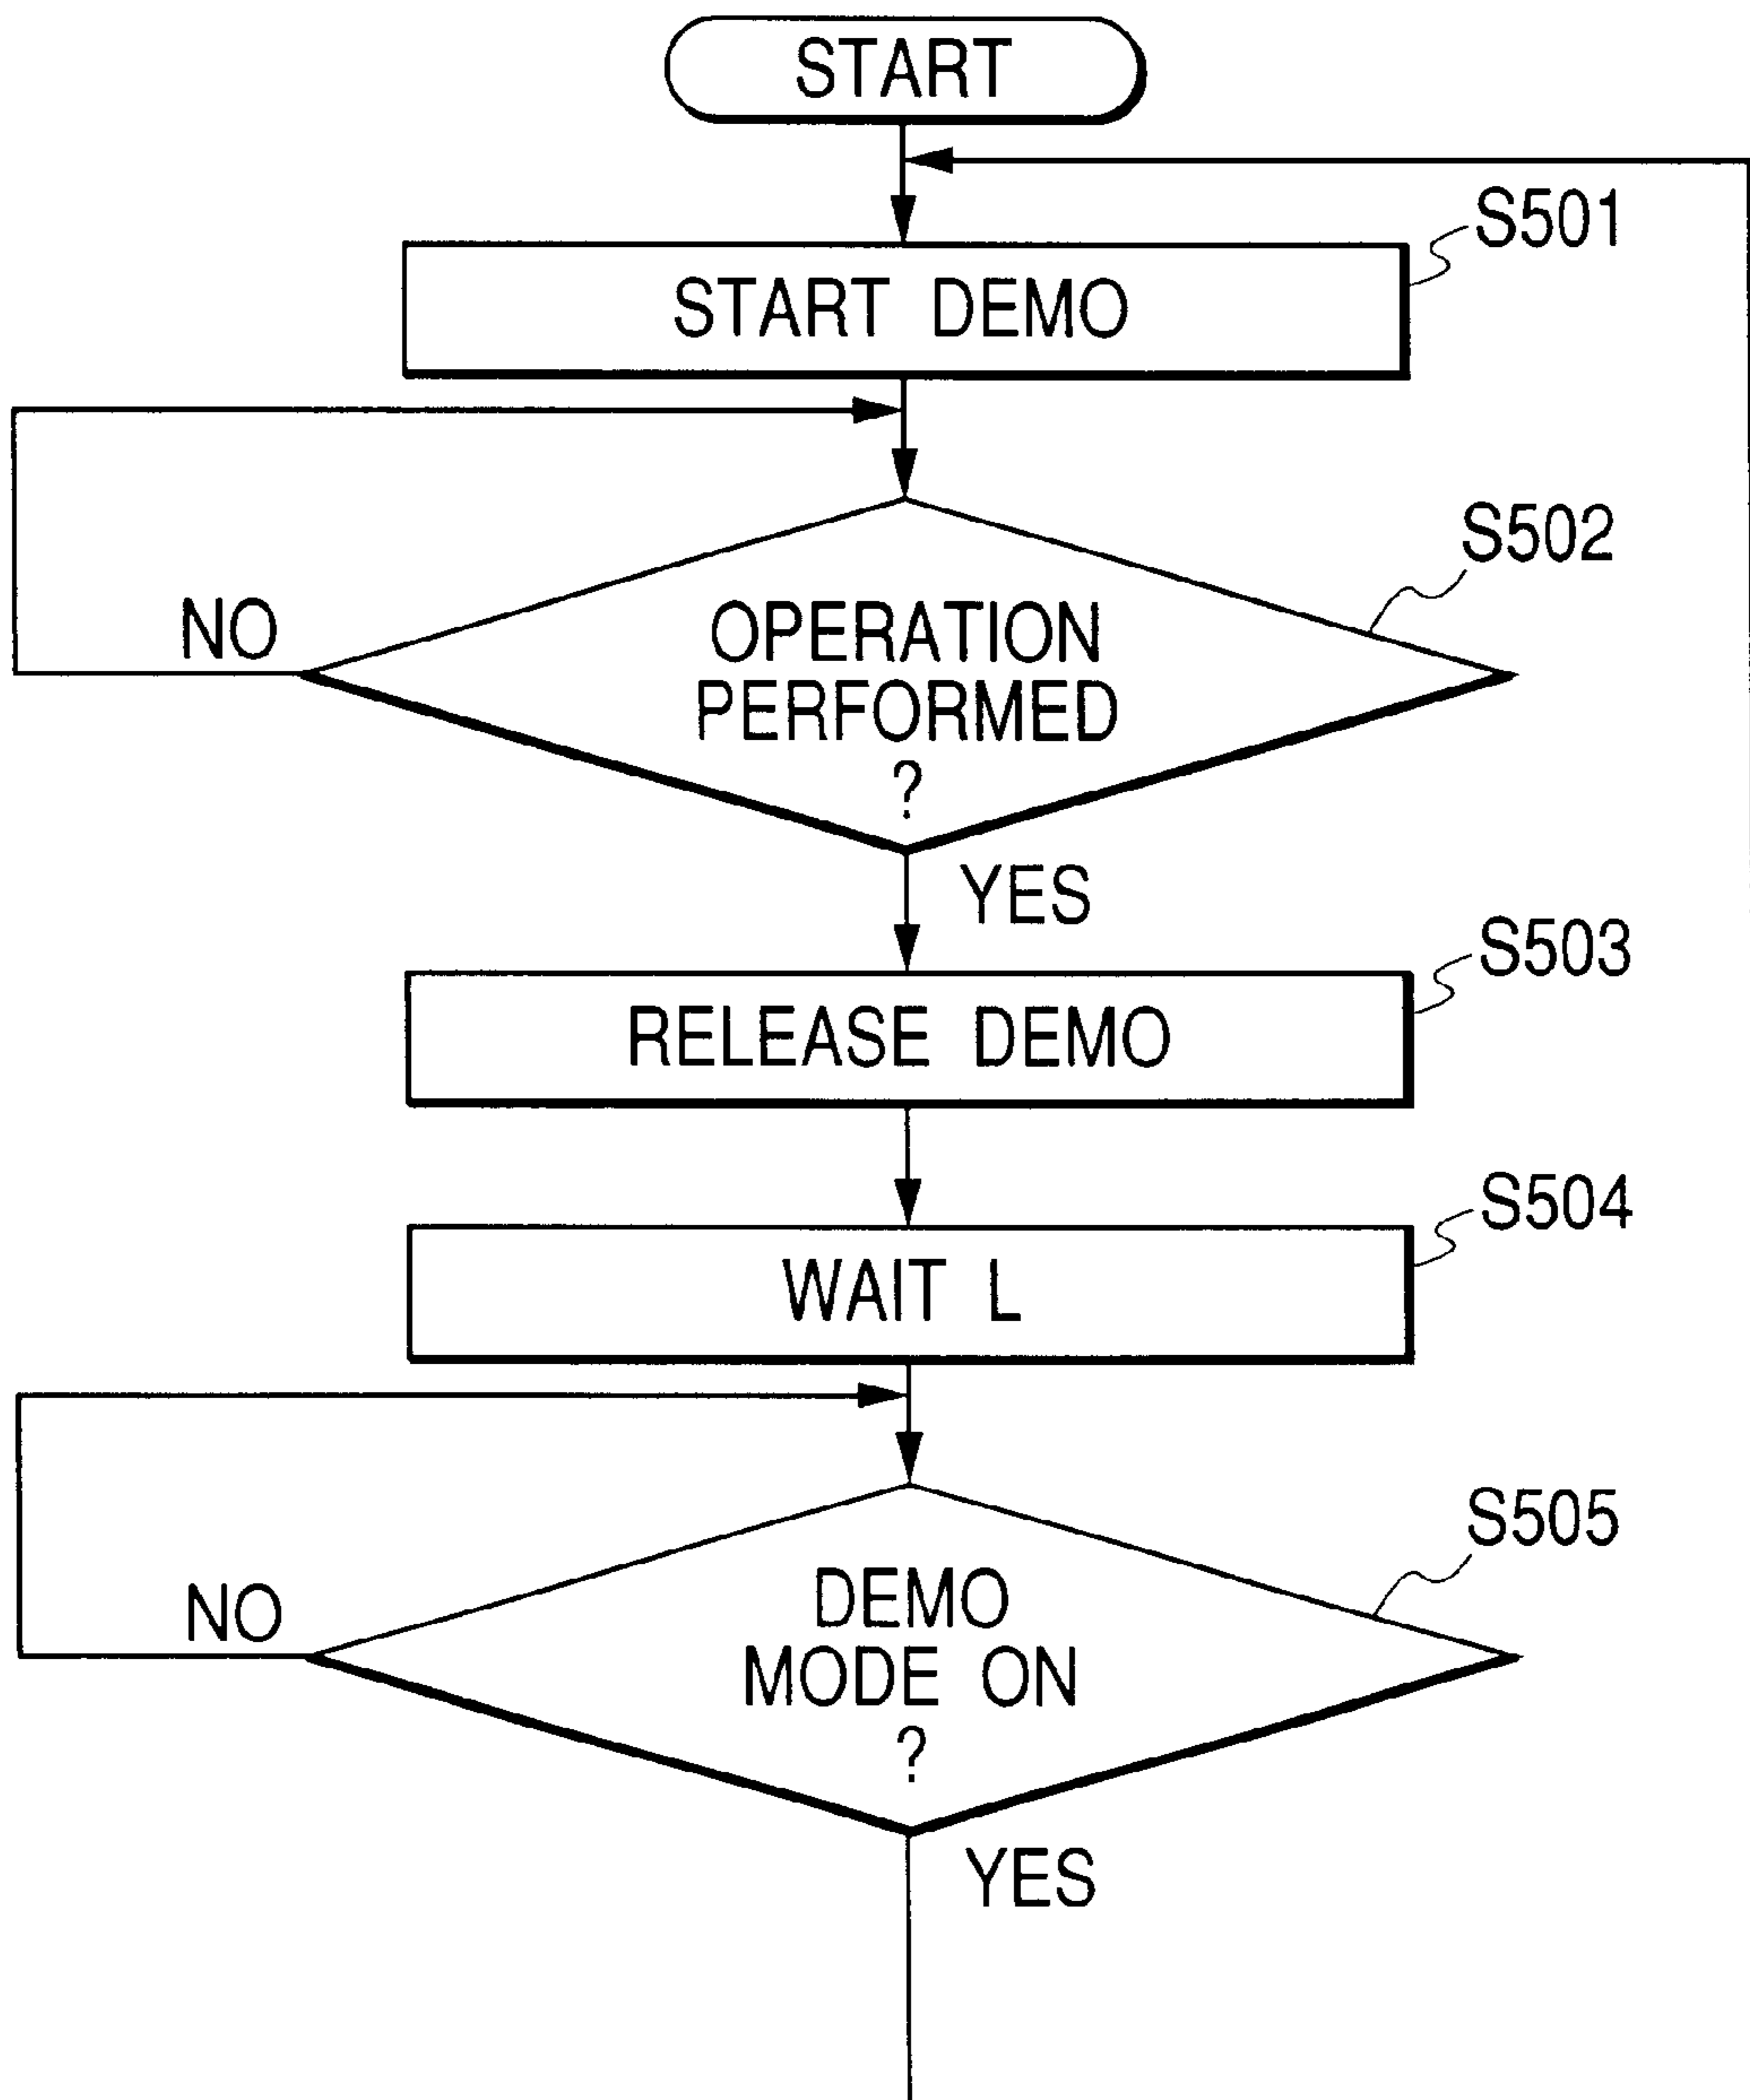 START
S501
START DEMO
S502
NO
OPERATION
PERFORMED
?
YES
S503
RELEASE DEMO
S504
WAIT L
S505
NO
DEMO
MODE ON
?
YES